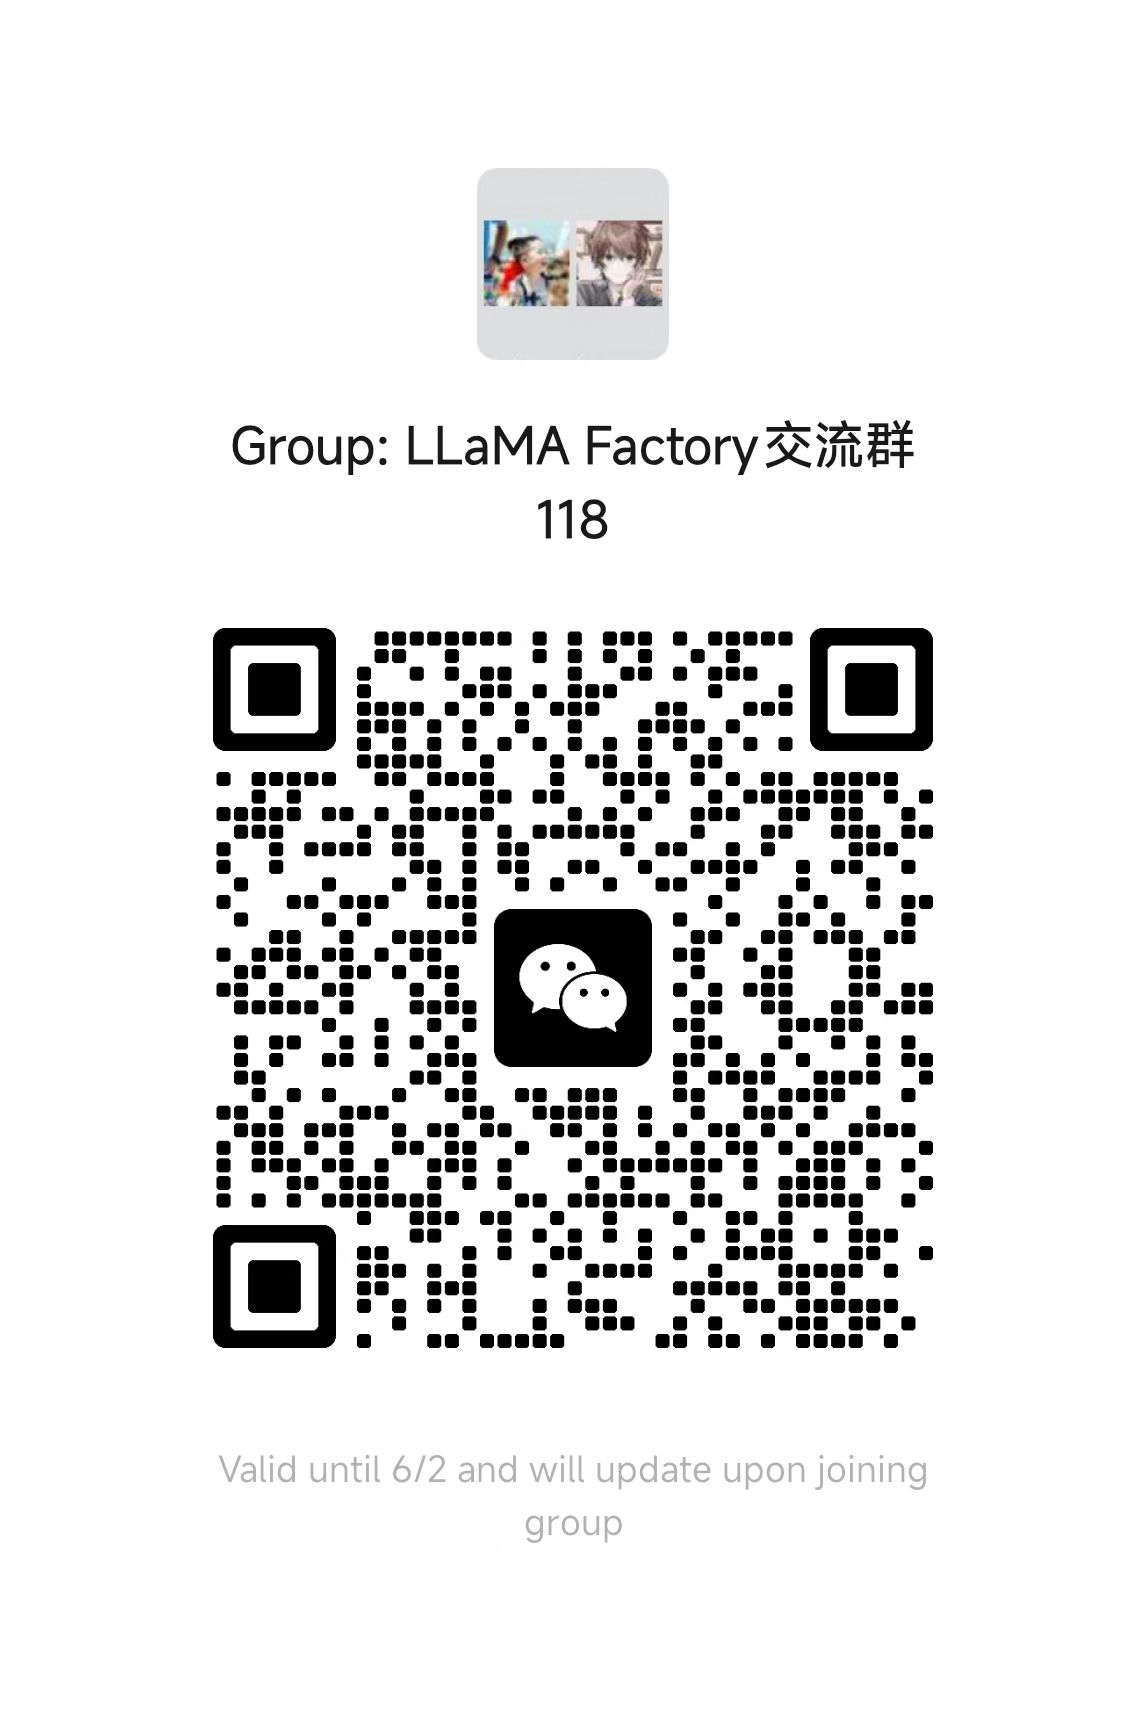 Group: LLaMA Factory交流群
118
Valid until 6/2 and will update upon joining
group